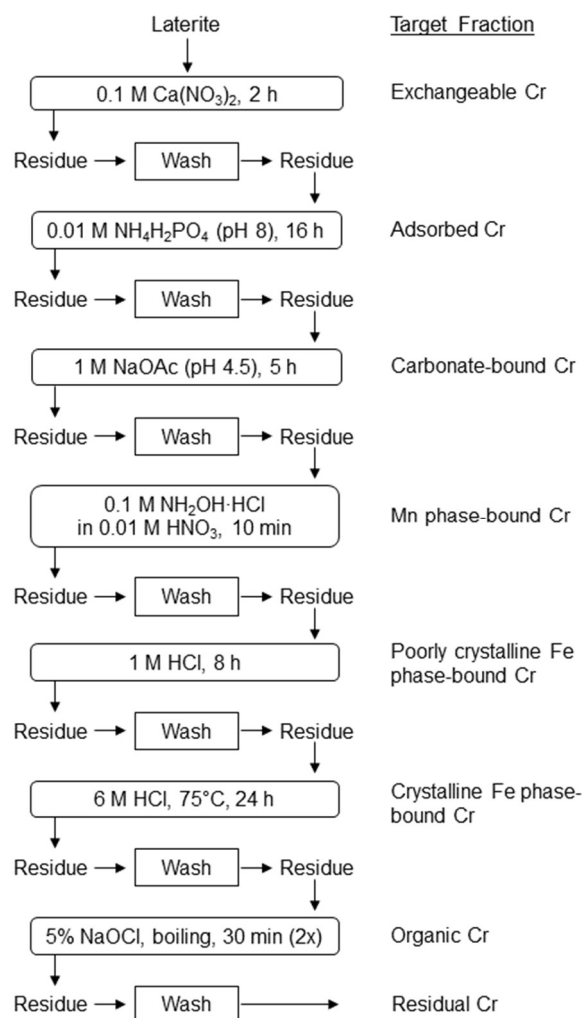 Laterite Target Fraction
0.1 M Ca(NO₃)₂, 2 h Exchangeable Cr
Residue Wash Residue
0.01 M NH₄H₂PO₄ (pH 8), 16 h Adsorbed Cr
Residue Wash Residue
1 M NaOAc (pH 4.5), 5 h Carbonate-bound Cr
Residue Wash Residue
0.1 M NH₂OH·HCl
in 0.01 M HNO₃, 10 min
Mn phase-bound Cr
Residue Wash Residue
1 M HCl, 8 h
Poorly crystalline Fe
phase-bound Cr
Residue Wash Residue
6 M HCl, 75°C, 24 h
Crystalline Fe phase-
bound Cr
Residue Wash Residue
5% NaOCl, boiling, 30 min (2x) Organic Cr
Residue Wash Residual Cr